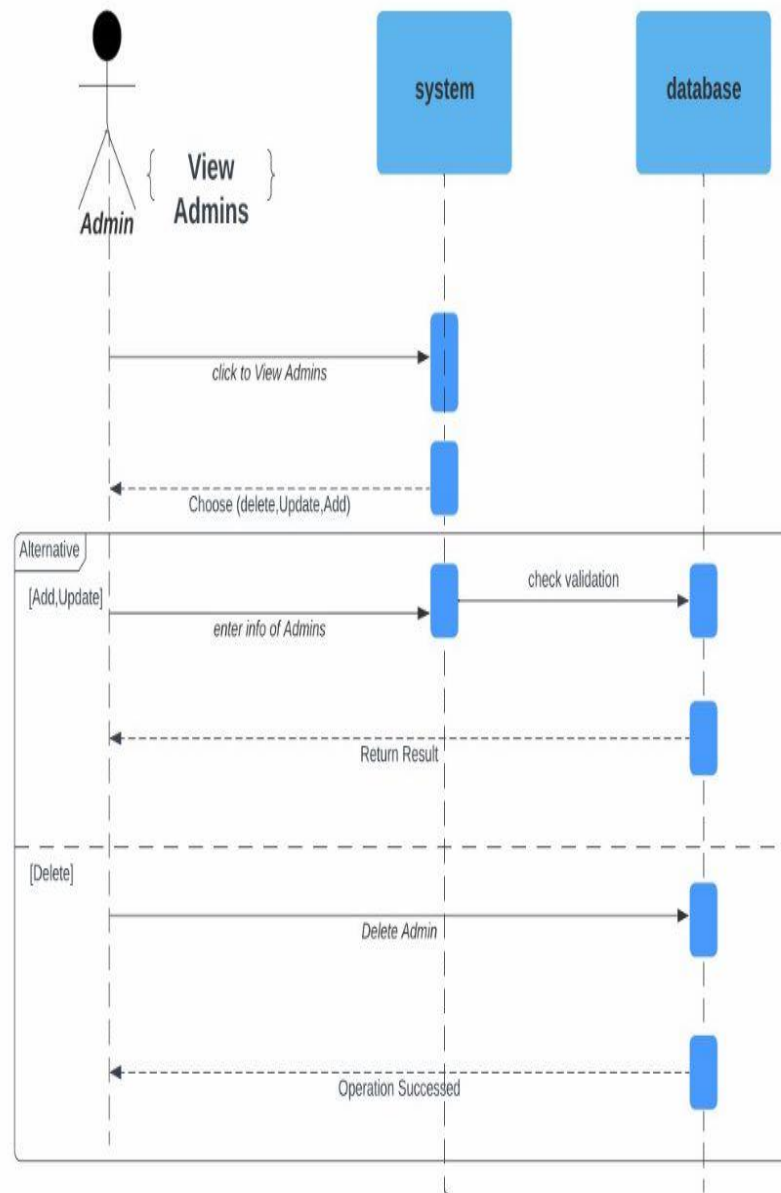 system
database
{ View
Admins }
Admin
click to View Admins
Choose (delete,Update,Add)
Alternative
[Add,Update]
check validation
enter info of Admins
Return Result
[Delete]
Delete Admin
Operation Successed